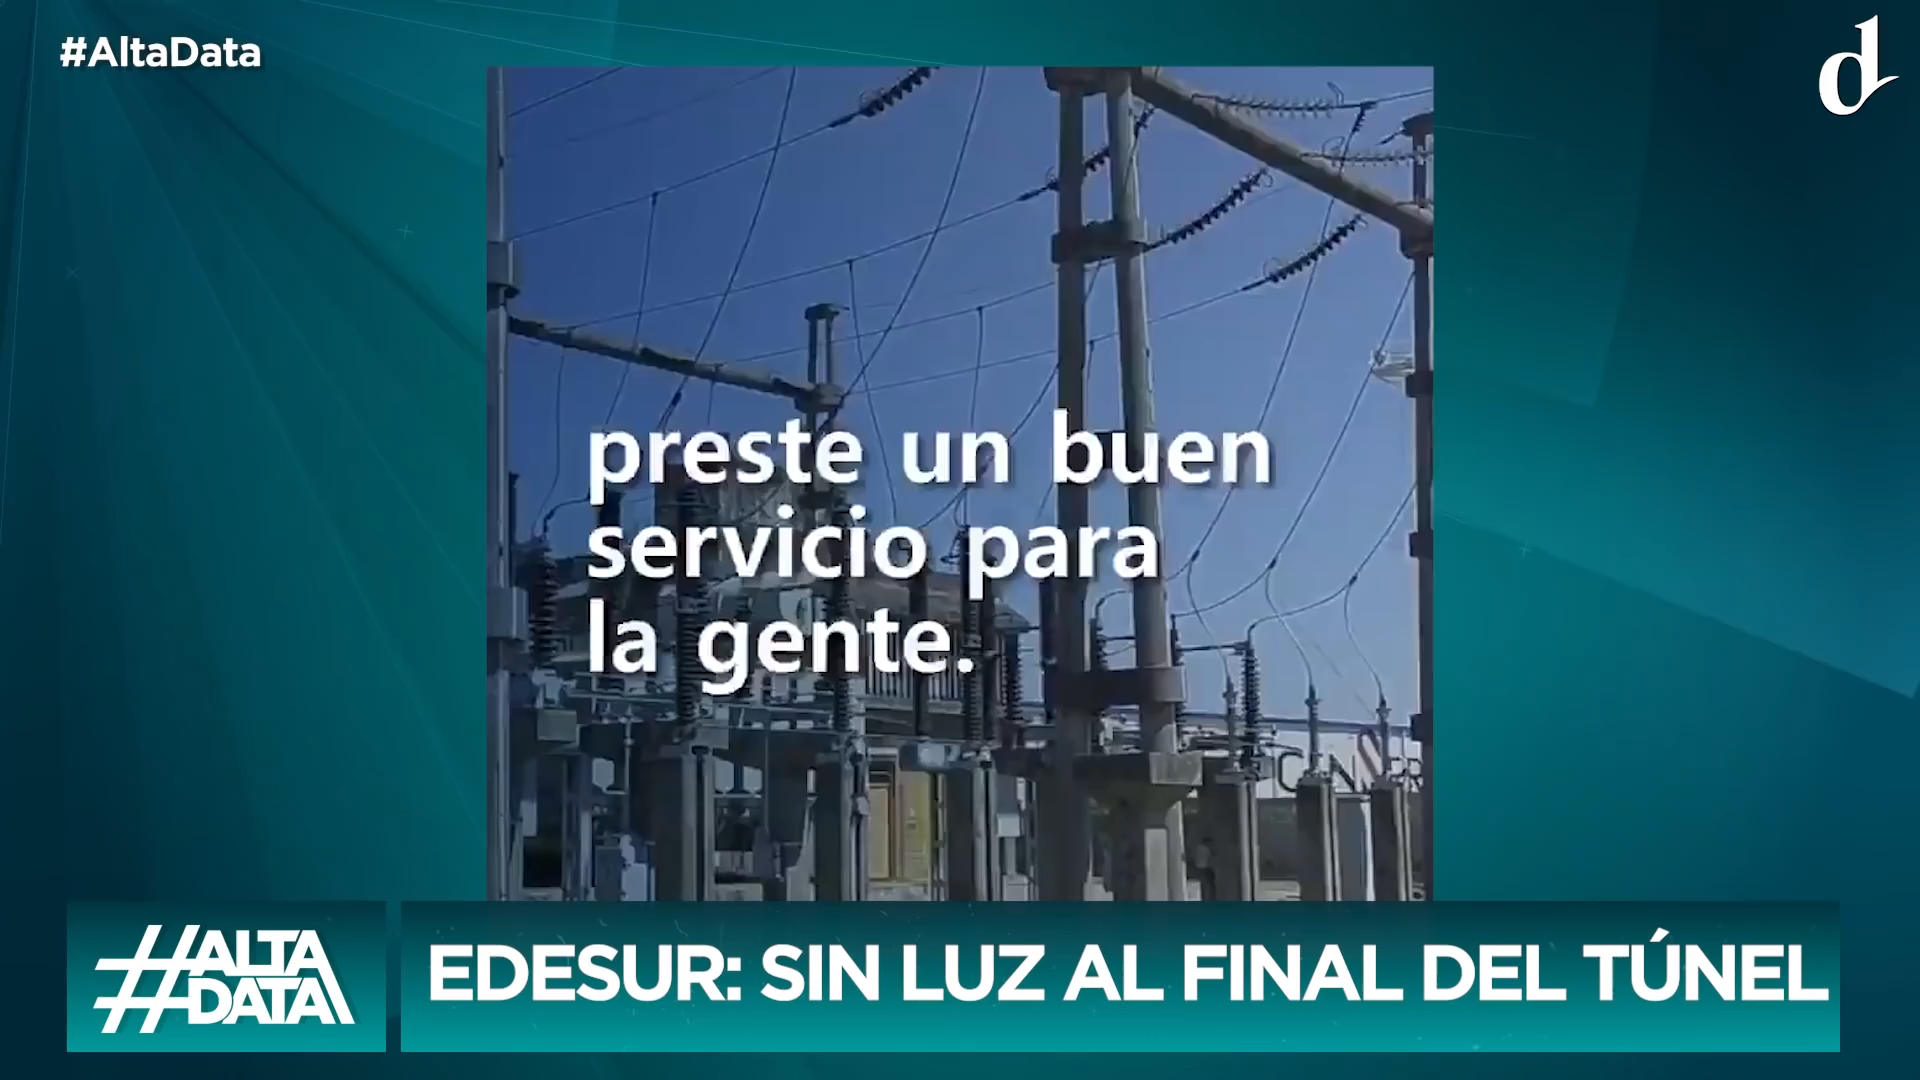 #AltaData
preste un buen
servicio para
la gente.
#ALTA
DATA
EDESUR: SIN LUZ AL FINAL DEL TÚNEL